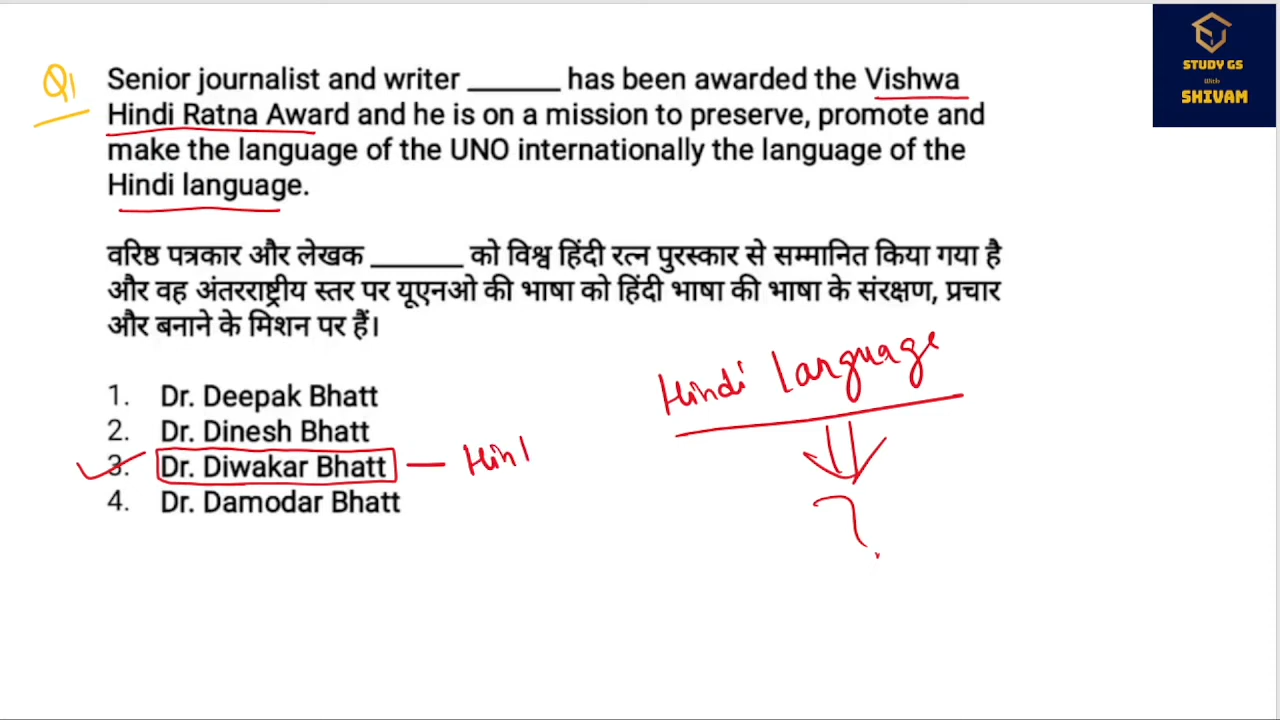 Q1
Senior journalist and writer ______ has been awarded the Vishwa
Hindi Ratna Award and he is on a mission to preserve, promote and
make the language of the UNO internationally the language of the
Hindi language.
वरिष्ठ पत्रकार और लेखक ______ को विश्व हिंदी रत्न पुरस्कार से सम्मानित किया गया है
और वह अंतरराष्ट्रीय स्तर पर यूएनओ की भाषा को हिंदी भाषा की भाषा के संरक्षण, प्रचार
और बनाने के मिशन पर हैं।
1. Dr. Deepak Bhatt
2. Dr. Dinesh Bhatt
3. Dr. Diwakar Bhatt — Hin
4. Dr. Damodar Bhatt
Hindi Language
?
STUDY GS
With
SHIVAM